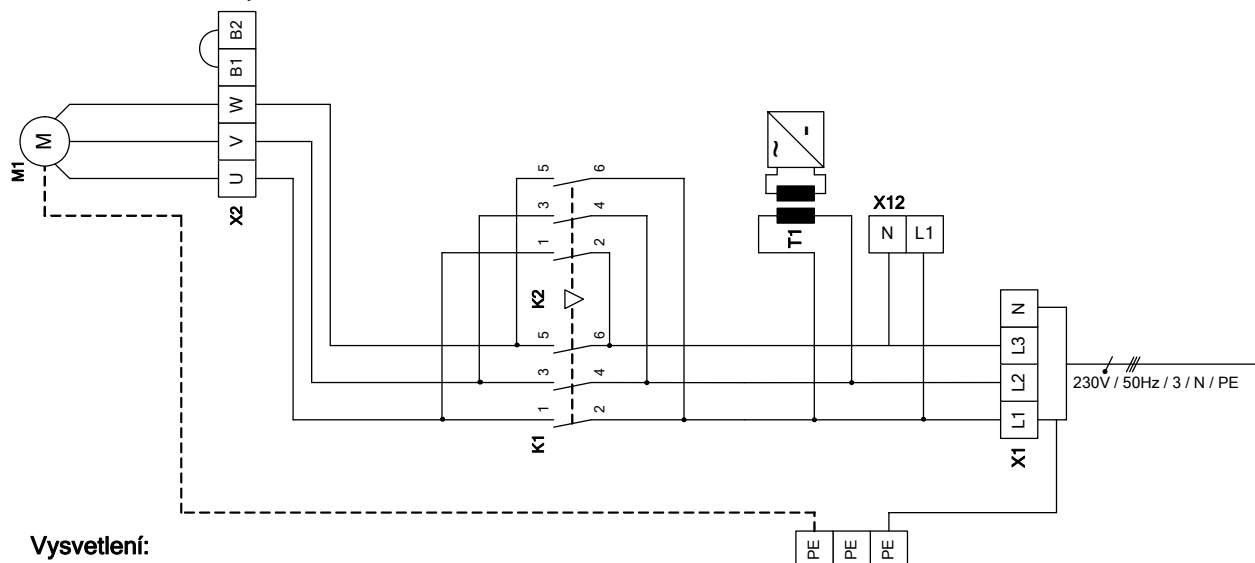 B2
B1
W
V
U
X2
M
M1
5
6
3
4
1
2
K2
5
6
3
4
1
2
K1
~
-
T1
X12
N
L1
N
L3
L2
L1
X1
230V / 50Hz / 3 / N / PE
Vysvetlení:
PE
PE
PE